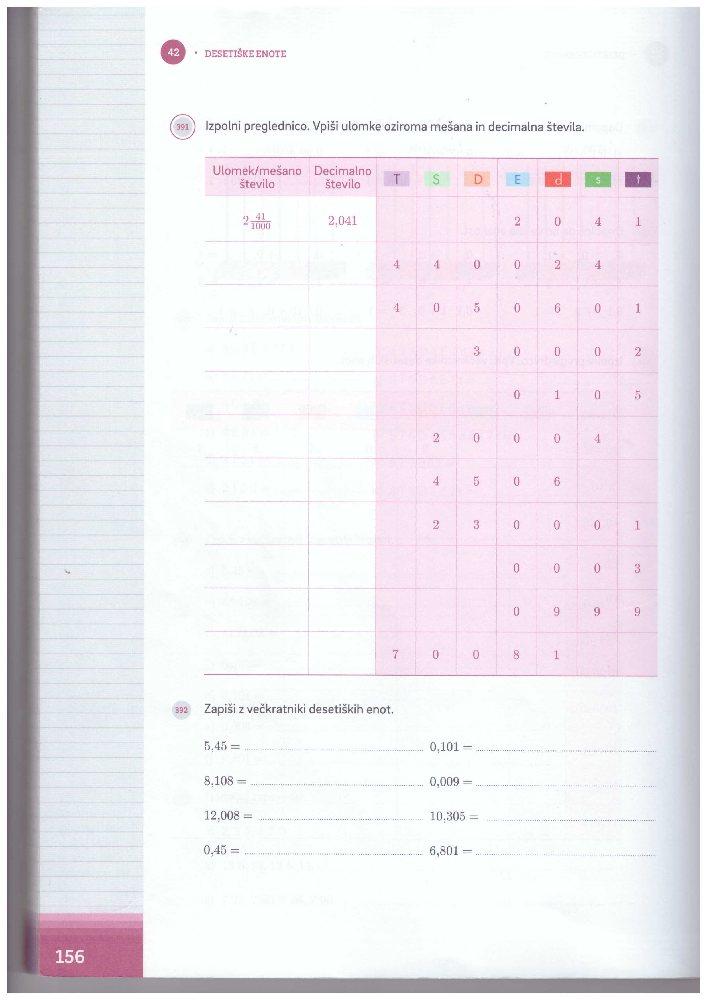 42 • DESETIŠKE ENOTE
391 Izpolni preglednico. Vpiši ulomke oziroma mešana in decimalna števila.
Ulomek/mešano število Decimalno število T S D E d s t
2 41/1000 2,041 2 0 4 1
4 4 0 0 2 4
4 0 5 0 6 0 1
3 0 0 0 2
0 1 0 5
2 0 0 0 4
4 5 0 6
2 3 0 0 0 1
0 0 0 3
0 9 9 9
7 0 0 8 1
392 Zapiši z večkratniki desetiških enot.
5,45 = 0,101 =
8,108 = 0,009 =
12,008 = 10,305 =
0,45 = 6,801 =
156